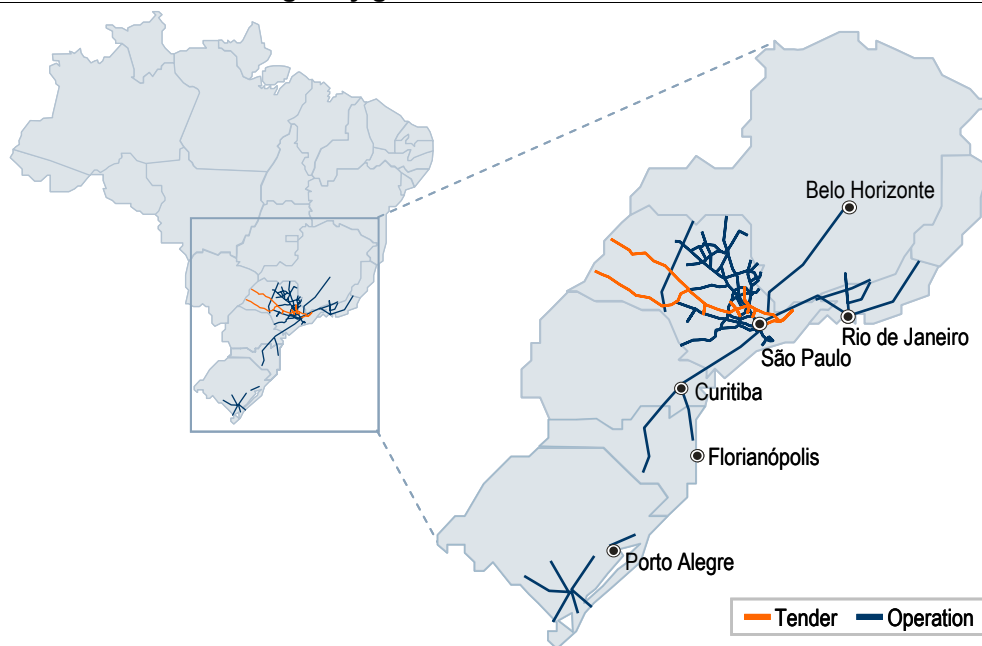 Belo Horizonte
Rio de Janeiro
São Paulo
Curitiba
Florianópolis
Porto Alegre
Tender Operation